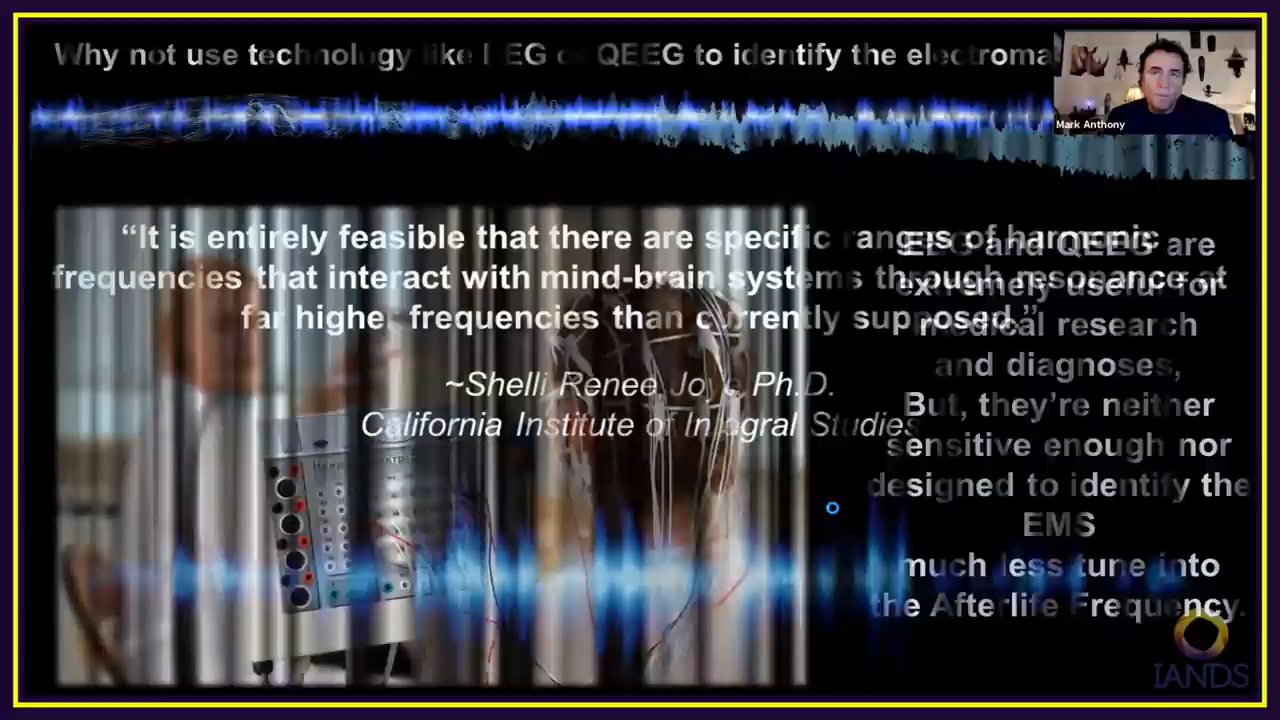 Why not use technology like EEG or QEEG to identify the electroma
Mark Anthony
“It is entirely feasible that there are specific ranges of harmonic
frequencies that interact with mind-brain systems through resonance at
far higher frequencies than currently supposed.”
~Shelli Renee Joye Ph.D.
California Institute of Integral Studies
EEG and QEEG are
extremely useful for
medical research
and diagnoses,
But, they’re neither
sensitive enough nor
designed to identify the
EMS
much less tune into
the Afterlife Frequency.
IANDS